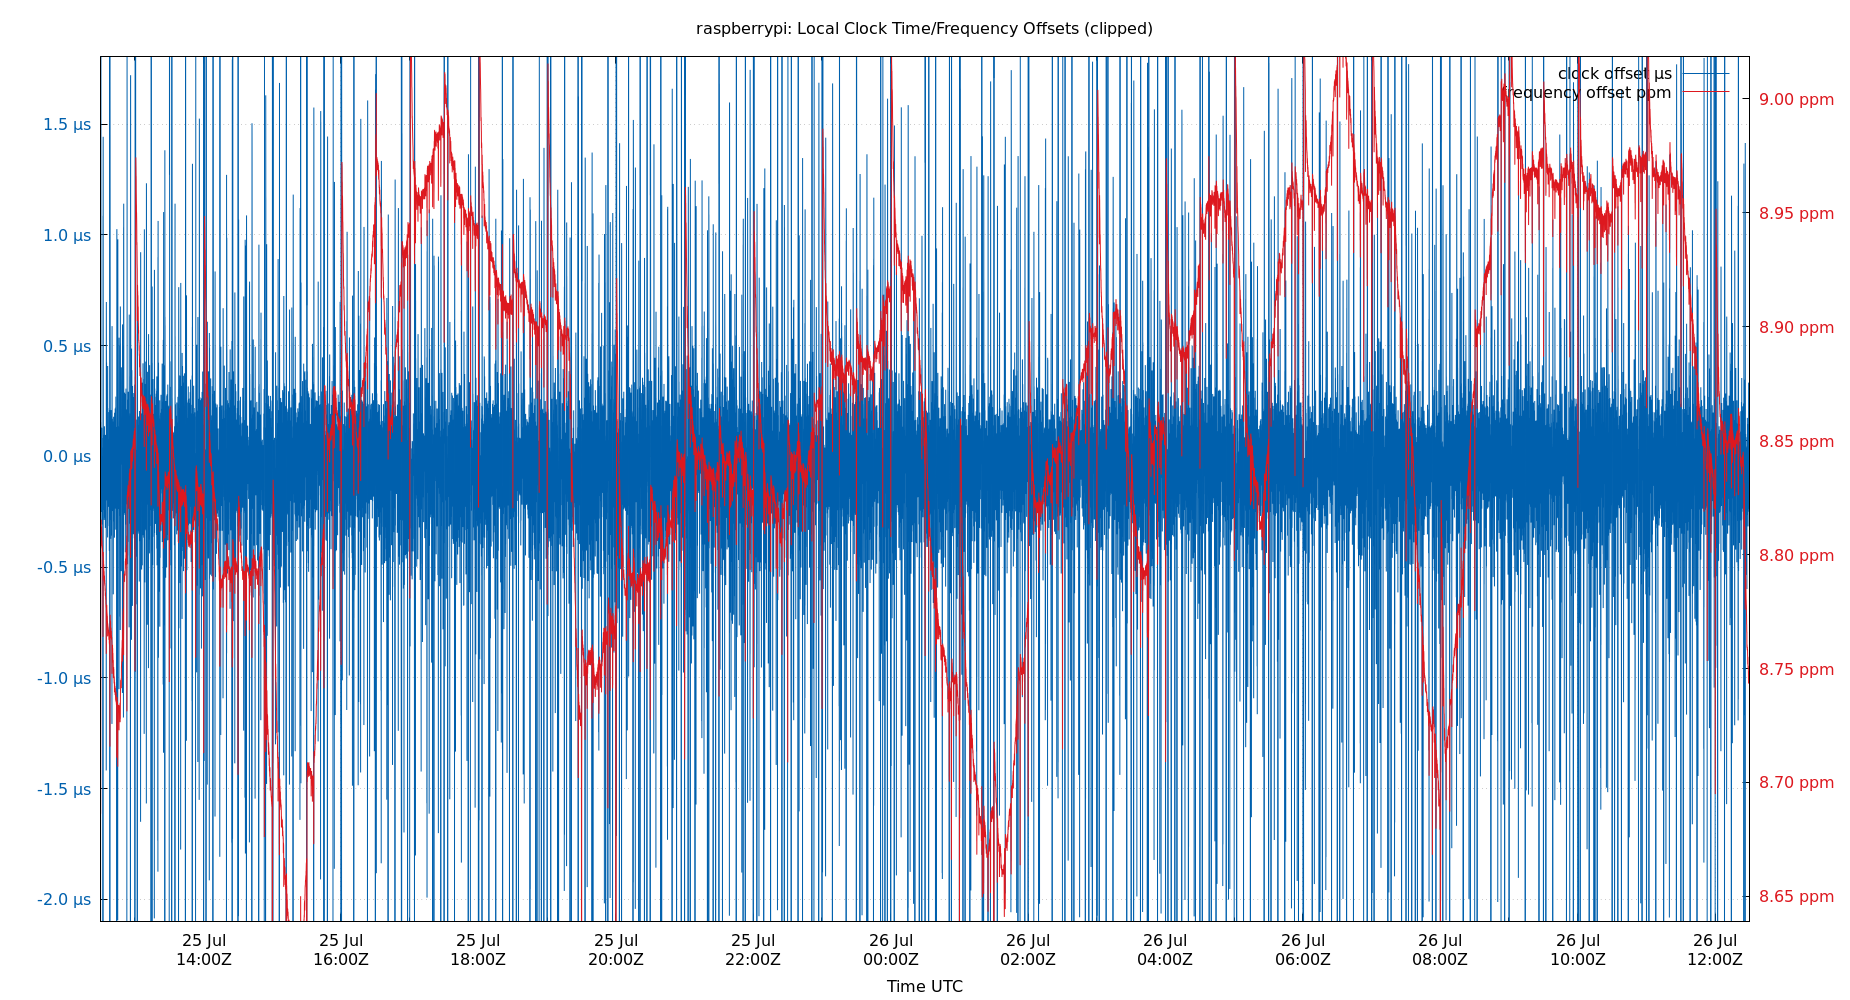 raspberrypi: Local Clock Time/Frequency Offsets (clipped)
clock offset µs
frequency offset ppm
1.5 µs
1.0 µs
0.5 µs
0.0 µs
-0.5 µs
-1.0 µs
-1.5 µs
-2.0 µs
9.00 ppm
8.95 ppm
8.90 ppm
8.85 ppm
8.80 ppm
8.75 ppm
8.70 ppm
8.65 ppm
25 Jul 25 Jul 25 Jul 25 Jul 25 Jul 26 Jul 26 Jul 26 Jul 26 Jul 26 Jul 26 Jul 26 Jul
14:00Z 16:00Z 18:00Z 20:00Z 22:00Z 00:00Z 02:00Z 04:00Z 06:00Z 08:00Z 10:00Z 12:00Z
Time UTC